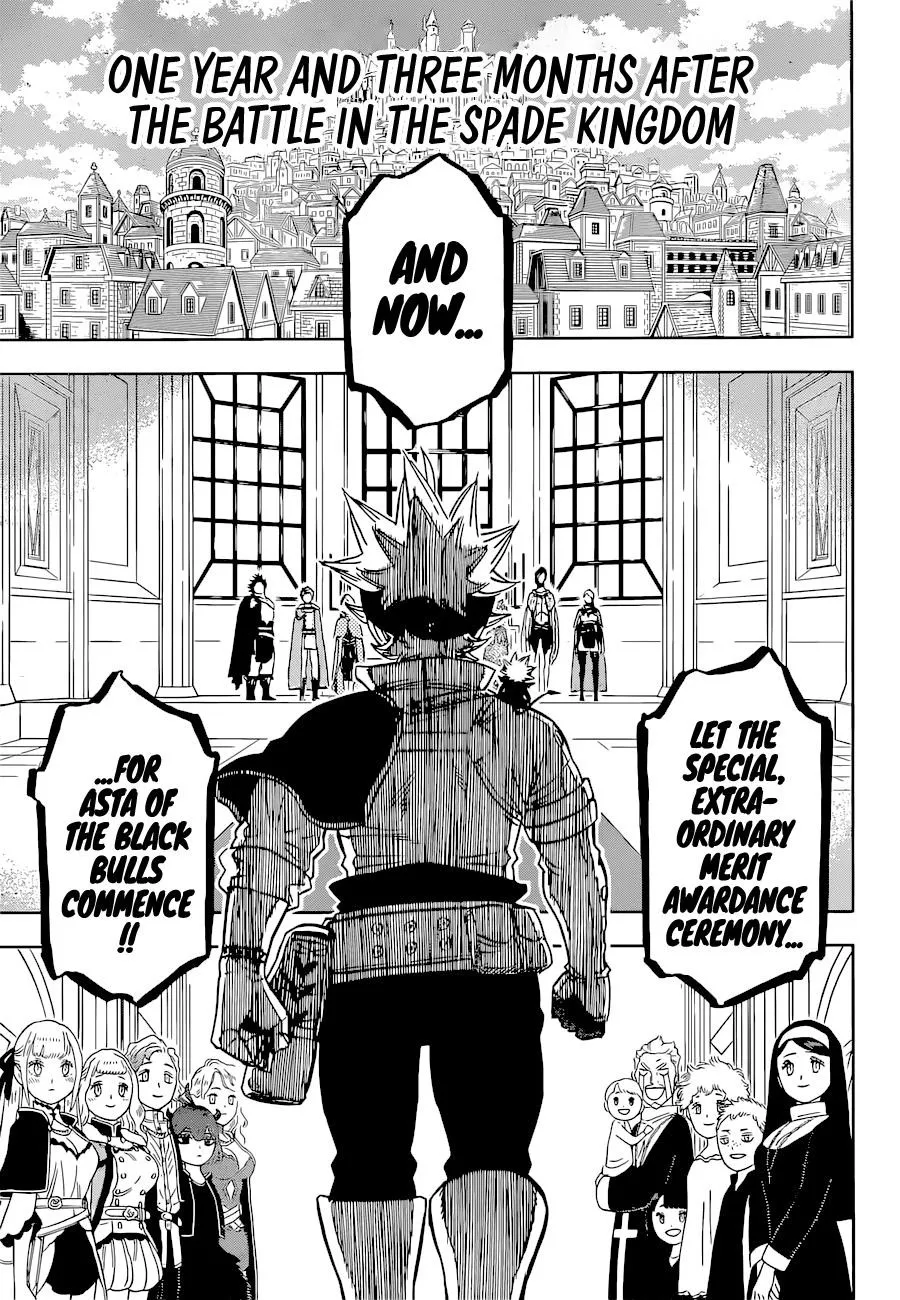 ONE YEAR AND THREE MONTHS AFTER
THE BATTLE IN THE SPADE KINGDOM
AND
NOW...
LET THE
SPECIAL,
EXTRA-
ORDINARY
MERIT
AWARDANCE
CEREMONY...
...FOR
ASTA OF
THE BLACK
BULLS
COMMENCE
!!